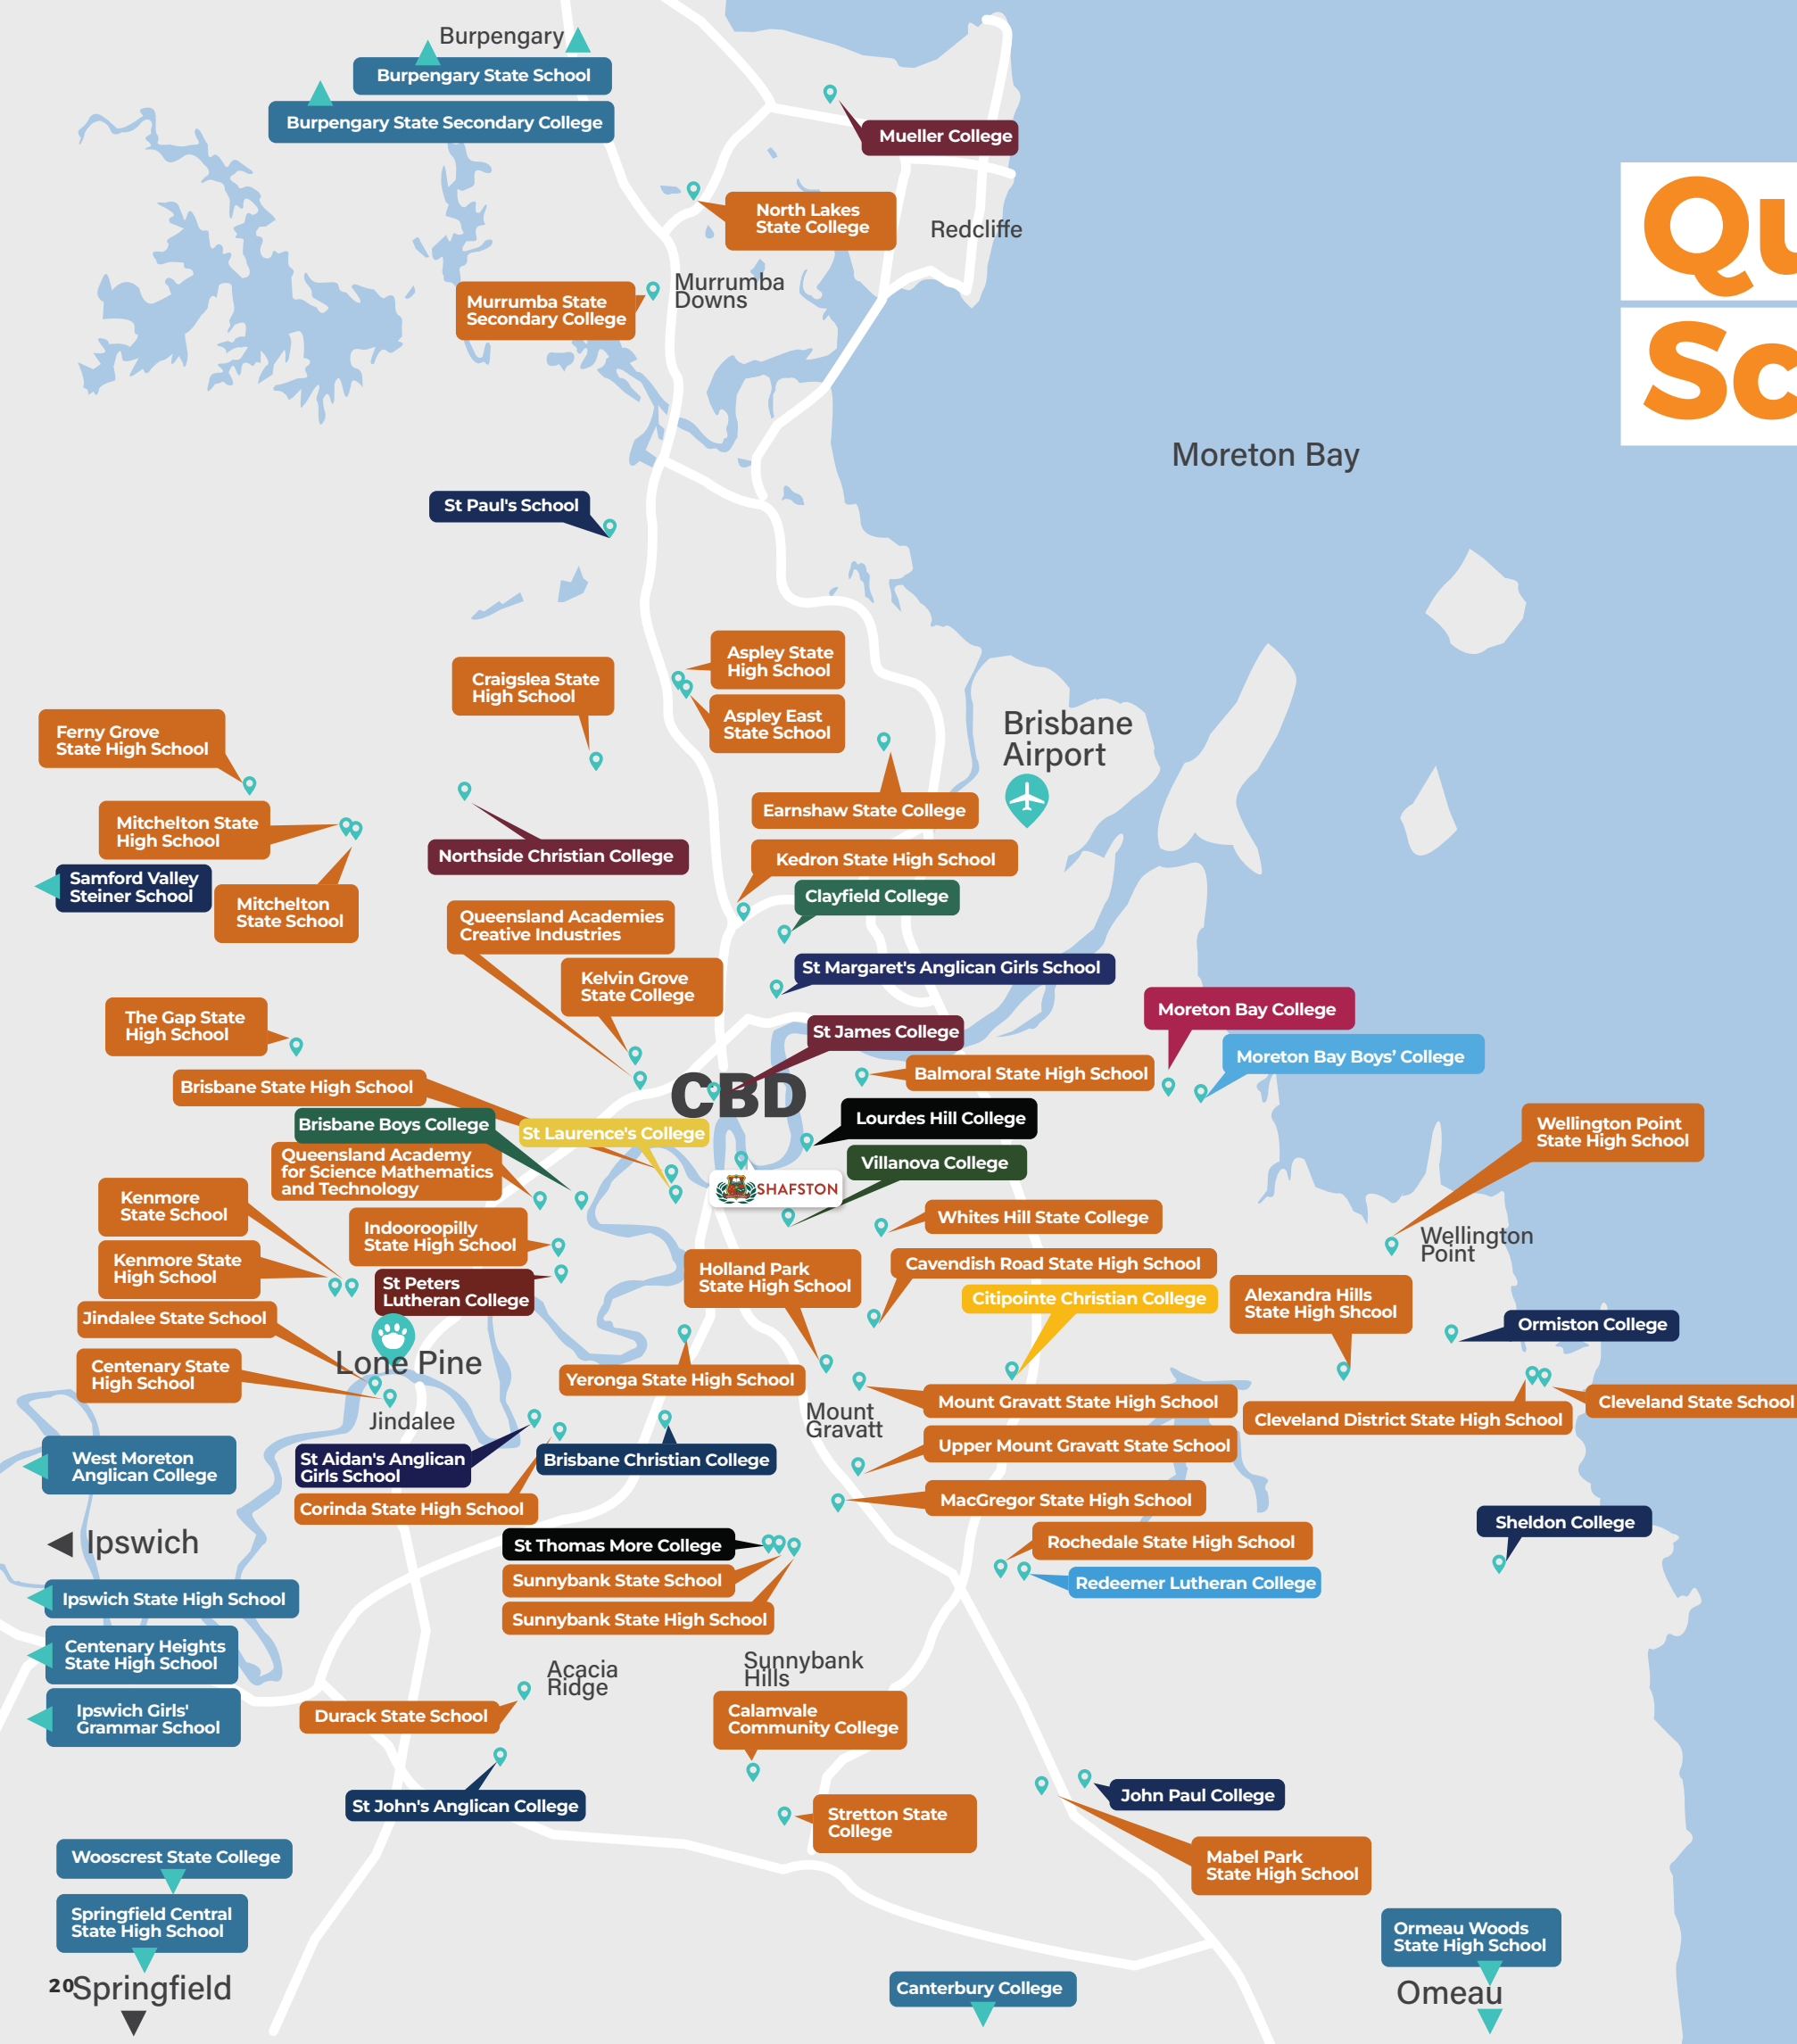 Burpengary
Burpengary State School
Burpengary State Secondary College
Mueller College
North Lakes
State College
Redcliffe
Qu
Murrumba
Downs
Murrumba State
Secondary College
Sc
Moreton Bay
St Paul's School
Aspley State
High School
Craigslea State
High School
Aspley East
State School
Brisbane
Airport
Ferny Grove
State High School
Earnshaw State College
Mitchelton State
High School
Northside Christian College
Kedron State High School
Samford Valley
Steiner School
Mitchelton
State School
Clayfield College
Queensland Academies
Creative Industries
St Margaret's Anglican Girls School
Kelvin Grove
State College
Moreton Bay College
The Gap State
High School
St James College
Moreton Bay Boys’ College
Balmoral State High School
Brisbane State High School
CBD
Lourdes Hill College
Brisbane Boys College
St Laurence's College
Wellington Point
State High School
Queensland Academy
for Science Mathematics
and Technology
Villanova College
SHAFSTON
Kenmore
State School
Whites Hill State College
Indooroopilly
State High School
Wellington
Point
Kenmore State
High School
Holland Park
State High School
Cavendish Road State High School
St Peters
Lutheran College
Citipointe Christian College
Alexandra Hills
State High Shcool
Jindalee State School
Ormiston College
Lone Pine
Centenary State
High School
Yeronga State High School
Mount Gravatt State High School
Cleveland State School
Jindalee
Mount
Gravatt
Cleveland District State High School
Upper Mount Gravatt State School
West Moreton
Anglican College
St Aidan's Anglican
Girls School
Brisbane Christian College
Corinda State High School
MacGregor State High School
Sheldon College
Ipswich
St Thomas More College
Rochedale State High School
Sunnybank State School
Redeemer Lutheran College
Ipswich State High School
Sunnybank State High School
Centenary Heights
State High School
Acacia
Ridge
Sunnybank
Hills
Ipswich Girls'
Grammar School
Durack State School
Calamvale
Community College
St John's Anglican College
John Paul College
Stretton State
College
Mabel Park
State High School
Wooscrest State College
Springfield Central
State High School
Ormeau Woods
State High School
20
Springfield
Canterbury College
Omeau